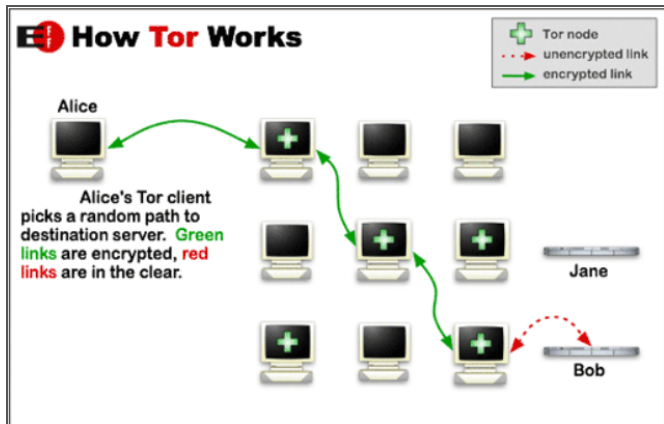 EFF How Tor Works
Tor node
unencrypted link
encrypted link
Alice
Alice's Tor client
picks a random path to
destination server. Green
links are encrypted, red
links are in the clear.
Jane
Bob